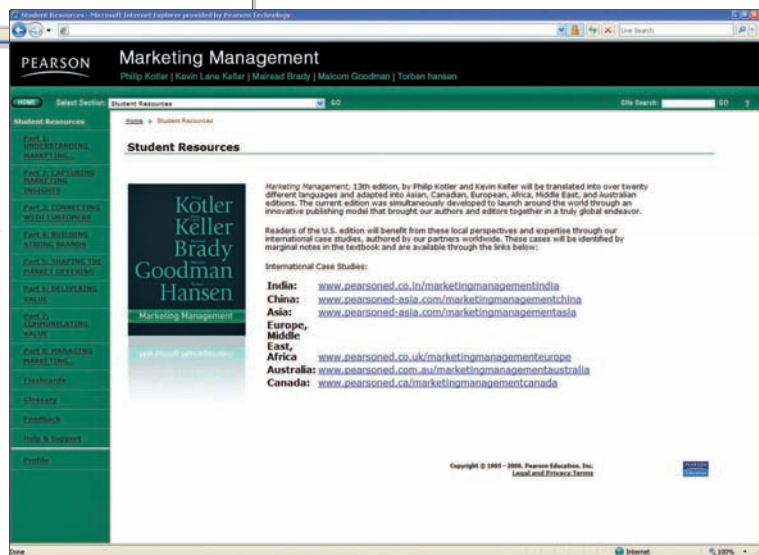 Student Resources - Microsoft Internet Explorer provided by Pearson Technology
Live Search
PEARSON
Marketing Management
Philip Kotler | Kevin Lane Keller | Mairead Brady | Malcom Goodman | Torben hansen
HOME
Select Section:
Student Resources
GO
Site Search:
GO
?
Student Resources
Part 1:
UNDERSTANDING
MARKETING...
Part 2: CAPTURING
MARKETING
INSIGHTS
Part 3: CONNECTING
WITH CUSTOMERS
Part 4: BUILDING
STRONG BRANDS
Part 5: SHAPING THE
MARKET OFFERING
DELIVERING
VALUE
Part 7:
COMMUNICATING
VALUE
Part 8: MANAGING
MARKETING...
Flashcards
Glossary
Feedback
Help & Support
Profile
Home > Student Resources
Student Resources
Kotler
Keller
Brady
Goodman
Hansen
Marketing Management
Marketing Management, 13th edition, by Philip Kotler and Kevin Keller will be translated into over twenty
different languages and adapted into Asian, Canadian, European, Africa, Middle East, and Australian
editions. The current edition was simultaneously developed to launch around the world through an
innovative publishing model that brought our authors and editors together in a truly global endeavor.
Readers of the U.S. edition will benefit from these local perspectives and expertise through our
international case studies, authored by our partners worldwide. These cases will be identified by
marginal notes in the textbook and are available through the links below:
International Case Studies:
India: www.pearsoned.co.in/marketingmanagementindia
China: www.pearsoned-asia.com/marketingmanagementchina
Asia: www.pearsoned-asia.com/marketingmanagementasia
Europe,
Middle
East,
Africa www.pearsoned.co.uk/marketingmanagementeurope
Australia: www.pearsoned.com.au/marketingmanagementaustralia
Canada: www.pearsoned.ca/marketingmanagementcanada
Copyright © 1995 - 2008, Pearson Education, Inc.
Legal and Privacy Terms
PEARSON
Education
Done
Internet
100%